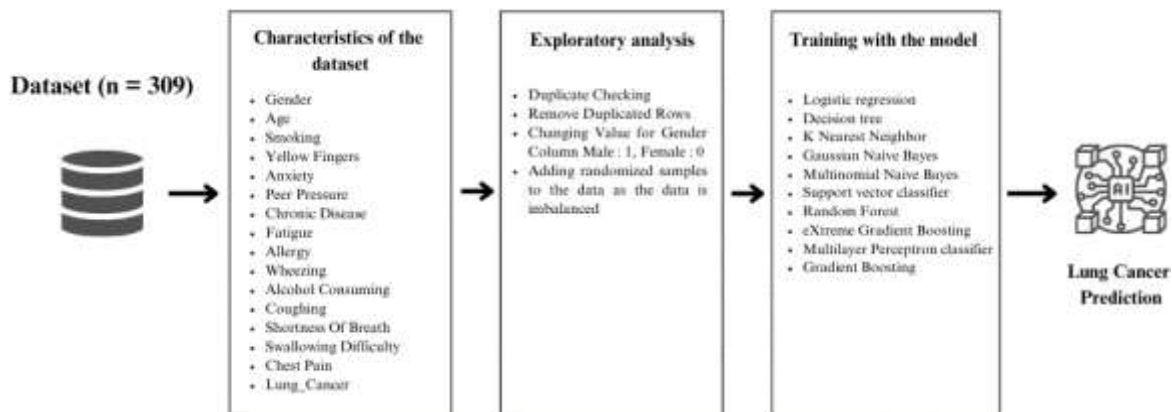 Dataset (n = 309)
Characteristics of the
dataset
Gender
Age
Smoking
Yellow Fingers
Anxiety
Peer Pressure
Chronic Disease
Fatigue
Allergy
Wheezing
Alcohol Consuming
Coughing
Shortness Of Breath
Swallowing Difficulty
Chest Pain
Lung_Cancer
Exploratory analysis
Duplicate Checking
Remove Duplicated Rows
Changing Value for Gender
Column Male : 1, Female : 0
Adding randomized samples
to the data as the data is
imbalanced
Training with the model
Logistic regression
Decision tree
K Nearest Neighbor
Gaussian Naive Bayes
Multinomial Naive Bayes
Support vector classifier
Random Forest
eXtreme Gradient Boosting
Multilayer Perceptron classifier
Gradient Boosting
AI
Lung Cancer
Prediction